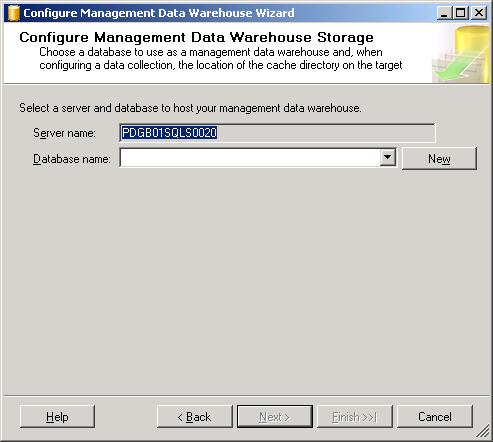 Configure Management Data Warehouse Wizard
Configure Management Data Warehouse Storage
Choose a database to use as a management data warehouse and, when
configuring a data collection, the location of the cache directory on the target
Select a server and database to host your management data warehouse.
Server name: PDGB01SQLS0020
Database name: New
Help < Back Next > Finish >>| Cancel